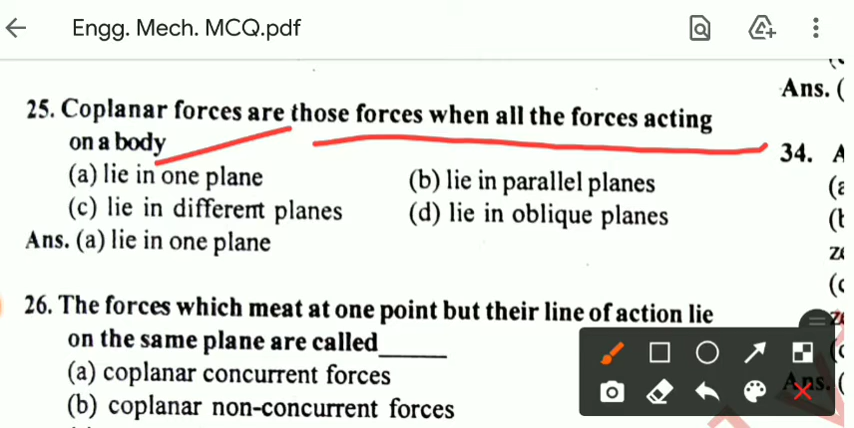 Engg. Mech. MCQ.pdf
25. Coplanar forces are those forces when all the forces acting
on a body
(a) lie in one plane
(b) lie in parallel planes
(c) lie in different planes
(d) lie in oblique planes
Ans. (a) lie in one plane
26. The forces which meat at one point but their line of action lie
on the same plane are called______
(a) coplanar concurrent forces
(b) coplanar non-concurrent forces
Ans. (
34. A
(a
(b
ze
(c
Ans. (